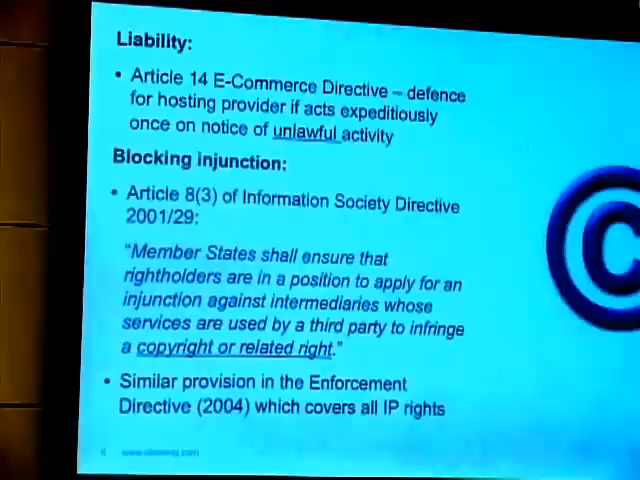 Liability:
• Article 14 E-Commerce Directive – defence
for hosting provider if acts expeditiously
once on notice of unlawful activity
Blocking injunction:
• Article 8(3) of Information Society Directive
2001/29:
"Member States shall ensure that
rightholders are in a position to apply for an
injunction against intermediaries whose
services are used by a third party to infringe
a copyright or related right."
• Similar provision in the Enforcement
Directive (2004) which covers all IP rights
©